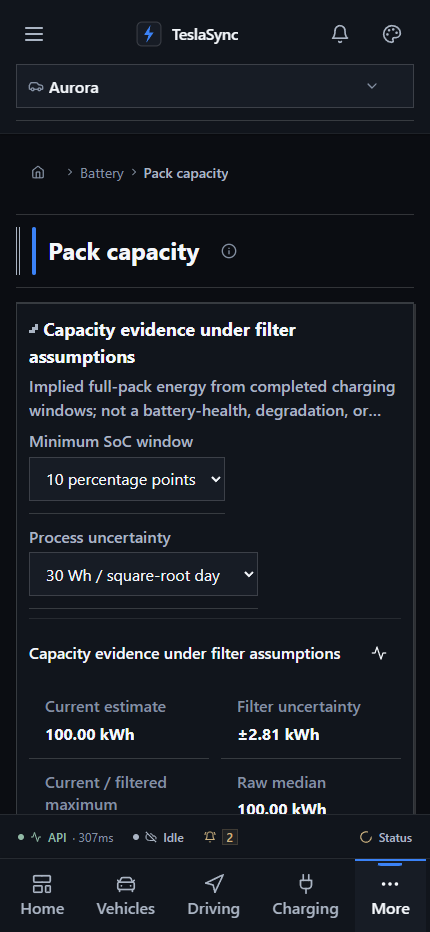 TeslaSync
Aurora
Battery
Pack capacity
Pack capacity
Capacity evidence under filter
assumptions
Implied full-pack energy from completed charging
windows; not a battery-health, degradation, or...
Minimum SoC window
10 percentage points
Process uncertainty
30 Wh / square-root day
Capacity evidence under filter assumptions
Current estimate
Filter uncertainty
100.00 kWh
±2.81 kWh
Current / filtered
maximum
Raw median
100.00 kWh
API · 307ms
Idle
2
Status
Home
Vehicles
Driving
Charging
More